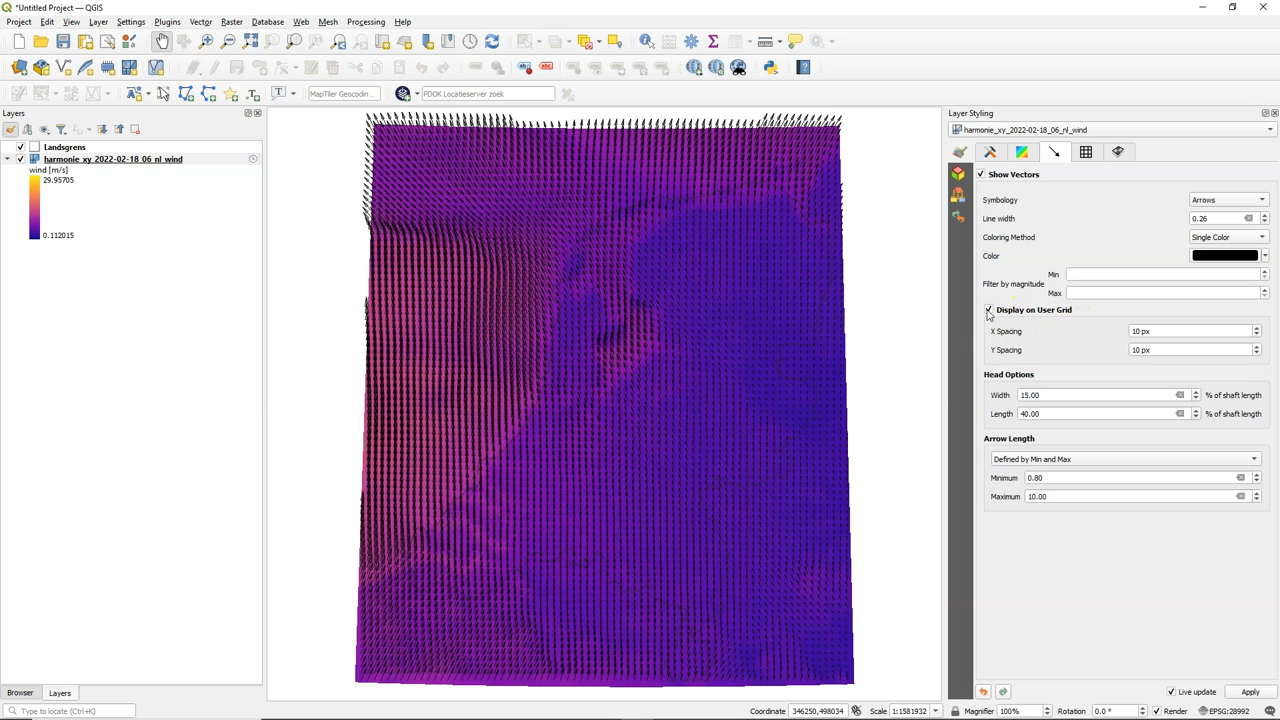 *Untitled Project — QGIS
Project Edit View Layer Settings Plugins Vector Raster Database Web Mesh Processing Help
MapTiler Geocodin... PDOK Locatieserver zoek
Layers
Layer Styling
harmonie_xy_2022-02-18_06_nl_wind
Landsgrens
harmonie_xy_2022-02-18_06_nl_wind
wind [m/s]
29.95705
0.112015
Show Vectors
Symbology Arrows
Line width 0.26
Coloring Method Single Color
Color
Filter by magnitude
Min
Max
Display on User Grid
X Spacing 10 px
Y Spacing 10 px
Head Options
Width 15.00 % of shaft length
Length 40.00 % of shaft length
Arrow Length
Defined by Min and Max
Minimum 0.80
Maximum 10.00
Browser Layers
Live update Apply
Type to locate (Ctrl+K)
Coordinate 346250,498034 Scale 1:1581932 Magnifier 100% Rotation 0.0 ° Render EPSG:28992